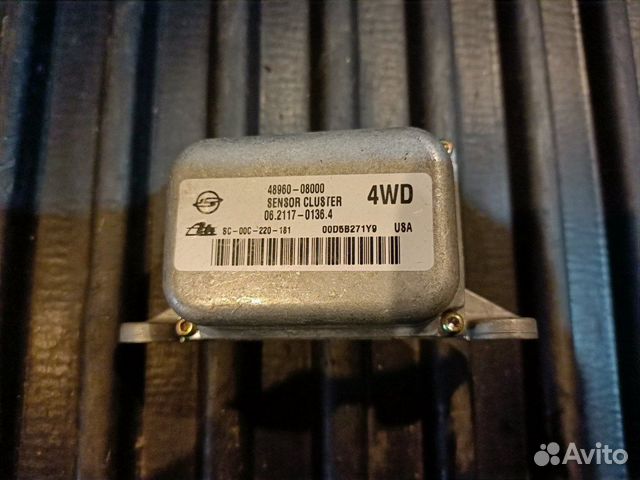 48960-08000
SENSOR CLUSTER
4WD
06.2117-0136.4
Ate
SC-00C-220-181 00D5B271Y9 USA
Avito